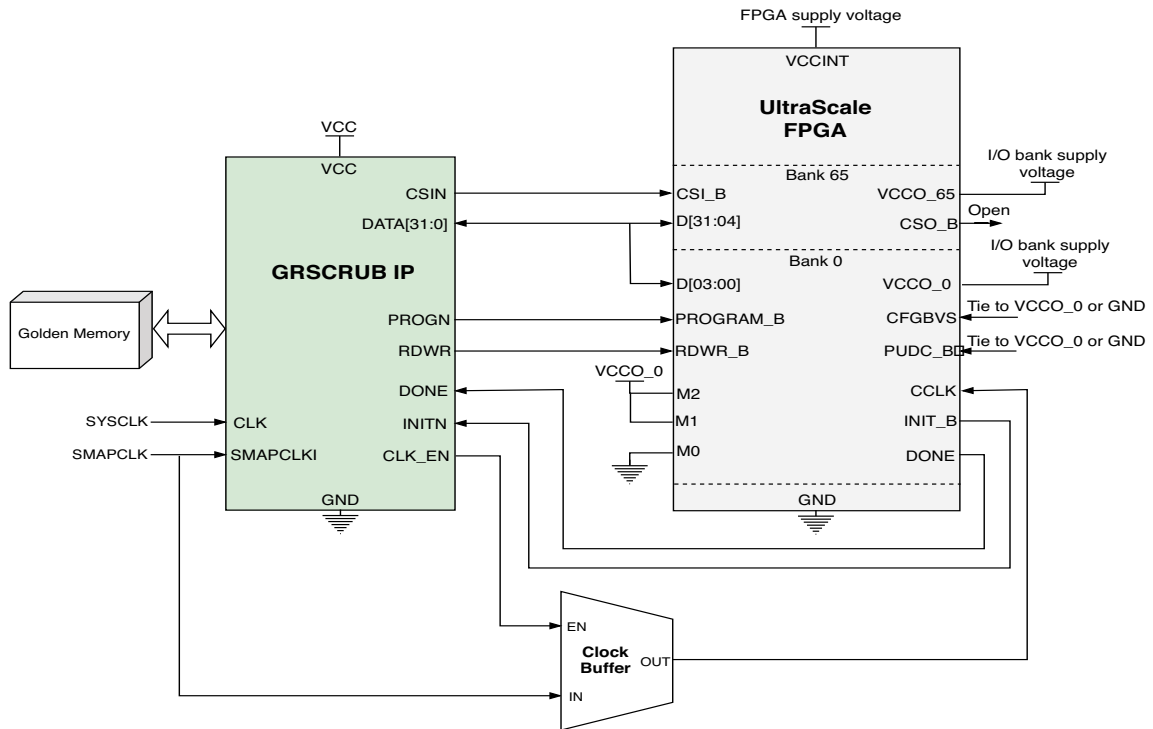 FPGA supply voltage
VCCINT
UltraScale
FPGA
VCC
VCC
Bank 65
I/O bank supply
voltage
CSIN
CSI_B
VCCO_65
DATA[31:0]
D[31:04]
CSO_B
Open
Bank 0
I/O bank supply
voltage
GRSCRUB IP
D[03:00]
VCCO_0
Golden Memory
PROGN
PROGRAM_B
CFGBVS
Tie to VCCO_0 or GND
RDWR
RDWR_B
PUDC_B
Tie to VCCO_0 or GND
VCCO_0
DONE
M2
CCLK
SYSCLK
CLK
INITN
M1
INIT_B
SMAPCLK
SMAPCLKI
CLK_EN
M0
DONE
GND
GND
EN
Clock
Buffer
OUT
IN